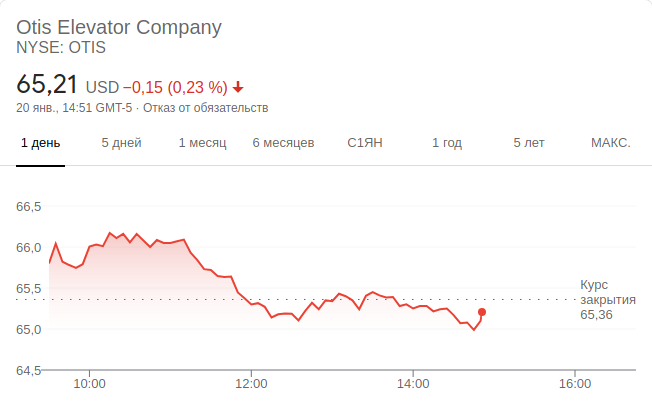 Otis Elevator Company
NYSE: OTIS
65,21 USD −0,15 (0,23 %)
20 янв., 14:51 GMT-5 · Отказ от обязательств
1 день 5 дней 1 месяц 6 месяцев С1ЯН 1 год 5 лет МАКС.
66,5
66,0
65,5
65,0
64,5
Курс
закрытия
65,36
10:00 12:00 14:00 16:00